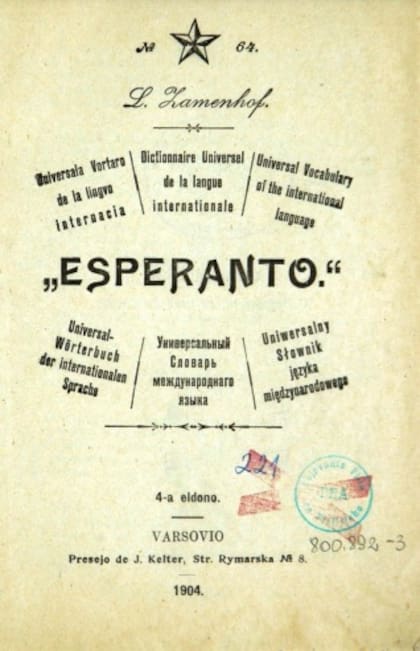 № 64.
L. Zamenhof.
Universala Vortaro
de la lingvo
internacia
Dictionnaire Universel
de la langue
internationale
Universal Vocabulary
of the international
language
„ESPERANTO.“
Universal-
Wörterbuch
der internationalen
Sprache
Универсальный
Словарь
международнаго
языка
Uniwersalny
Słownik
języka
międzynarodowego
221
4-a eldono.
VARSOVIO
800.892-3
Presejo de J. Kelter, Str. Rymarska № 8.
1904.